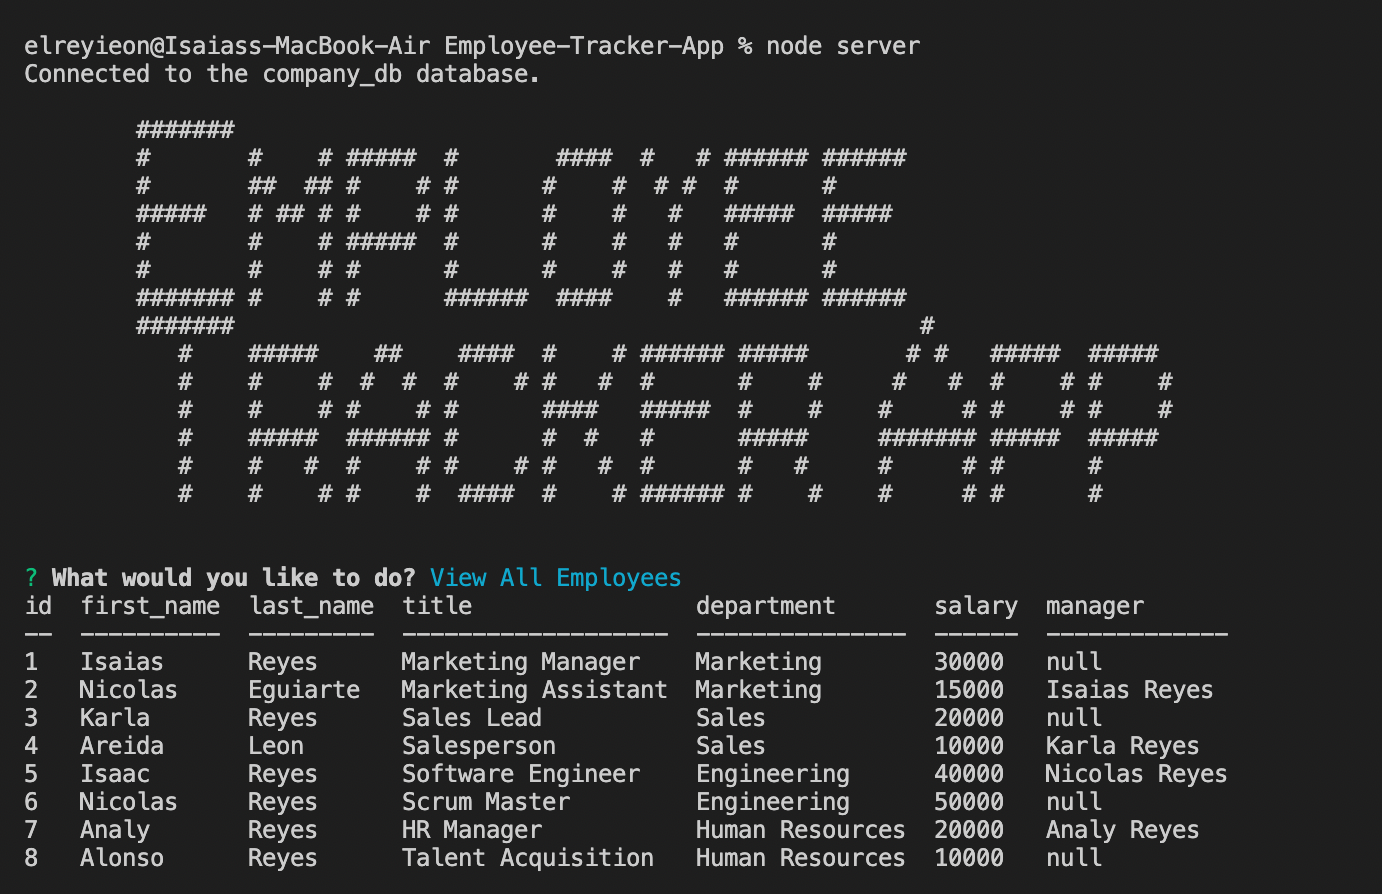 elreyieon@Isaiass-MacBook-Air Employee-Tracker-App % node server
Connected to the company_db database.
EMPLOYEE
TRACKER APP
? What would you like to do? View All Employees
id  first_name  last_name  title                department       salary  manager
--  ----------  ---------  -------------------  ---------------  ------  -------------
1   Isaias      Reyes      Marketing Manager    Marketing        30000   null
2   Nicolas     Eguiarte   Marketing Assistant  Marketing        15000   Isaias Reyes
3   Karla       Reyes      Sales Lead           Sales            20000   null
4   Areida      Leon       Salesperson          Sales            10000   Karla Reyes
5   Isaac       Reyes      Software Engineer    Engineering      40000   Nicolas Reyes
6   Nicolas     Reyes      Scrum Master         Engineering      50000   null
7   Analy       Reyes      HR Manager           Human Resources  20000   Analy Reyes
8   Alonso      Reyes      Talent Acquisition   Human Resources  10000   null